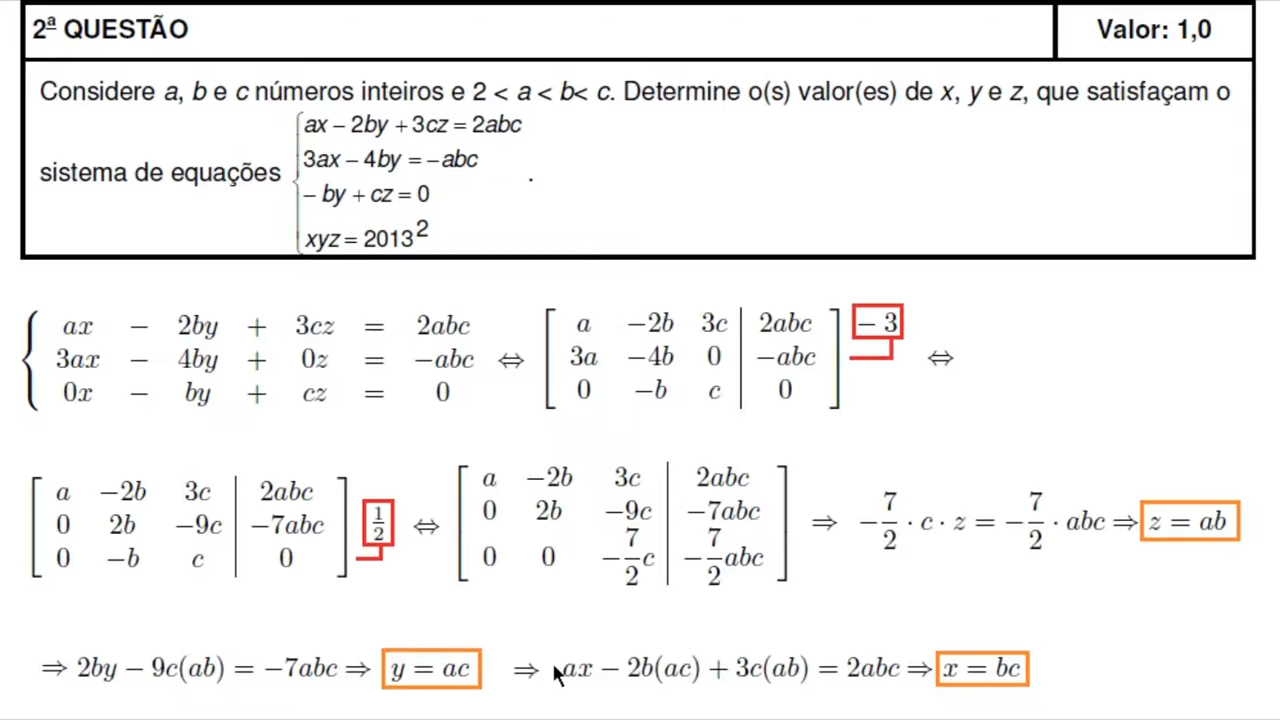 2ª QUESTÃO
Valor: 1,0
Considere a, b e c números inteiros e 2 < a < b< c. Determine o(s) valor(es) de x, y e z, que satisfaçam o
sistema de equações
ax – 2by + 3cz = 2abc
3ax – 4by = –abc
– by + cz = 0
xyz = 2013²
.
{ ax − 2by + 3cz = 2abc
3ax − 4by + 0z = −abc
0x − by + cz = 0
⇔
[ a −2b 3c | 2abc ]
[ 3a −4b 0 | −abc ]
[ 0 −b c | 0 ]
− 3
⇔
[ a −2b 3c | 2abc ]
[ 0 2b −9c | −7abc ]
[ 0 −b c | 0 ]
1/2
⇔
[ a −2b 3c | 2abc ]
[ 0 2b −9c | −7abc ]
[ 0 0 −7/2 c | −7/2 abc ]
⇒ −7/2 · c · z = −7/2 · abc ⇒ z = ab
⇒ 2by − 9c(ab) = −7abc ⇒ y = ac ⇒ ax − 2b(ac) + 3c(ab) = 2abc ⇒ x = bc